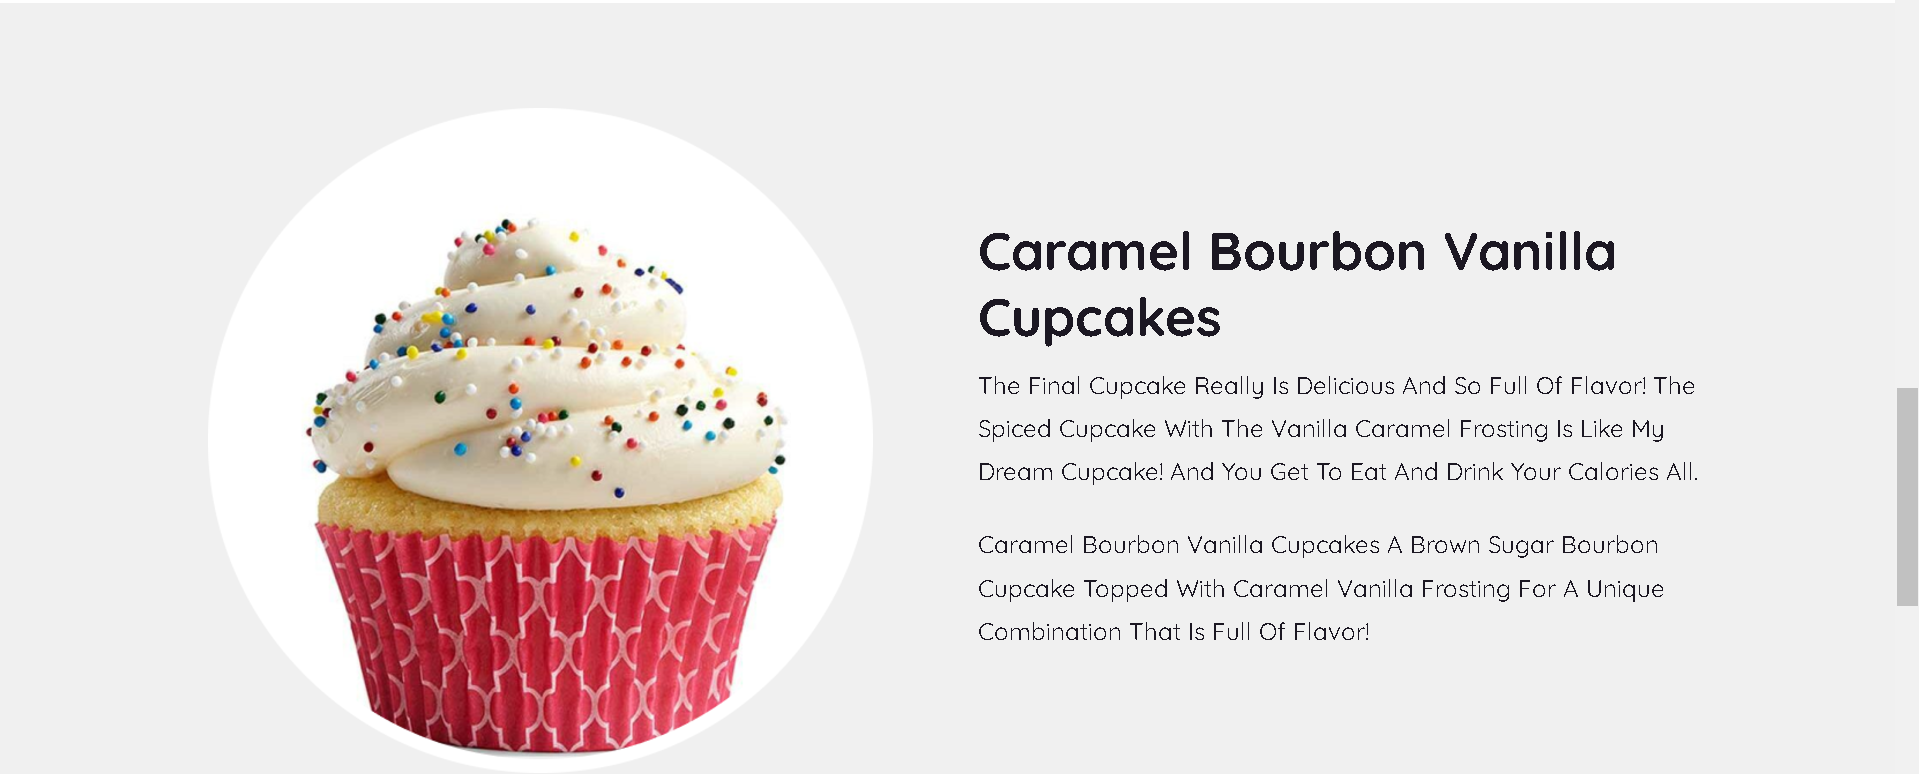 Caramel Bourbon Vanilla
Cupcakes
The Final Cupcake Really Is Delicious And So Full Of Flavor! The
Spiced Cupcake With The Vanilla Caramel Frosting Is Like My
Dream Cupcake! And You Get To Eat And Drink Your Calories All.
Caramel Bourbon Vanilla Cupcakes A Brown Sugar Bourbon
Cupcake Topped With Caramel Vanilla Frosting For A Unique
Combination That Is Full Of Flavor!